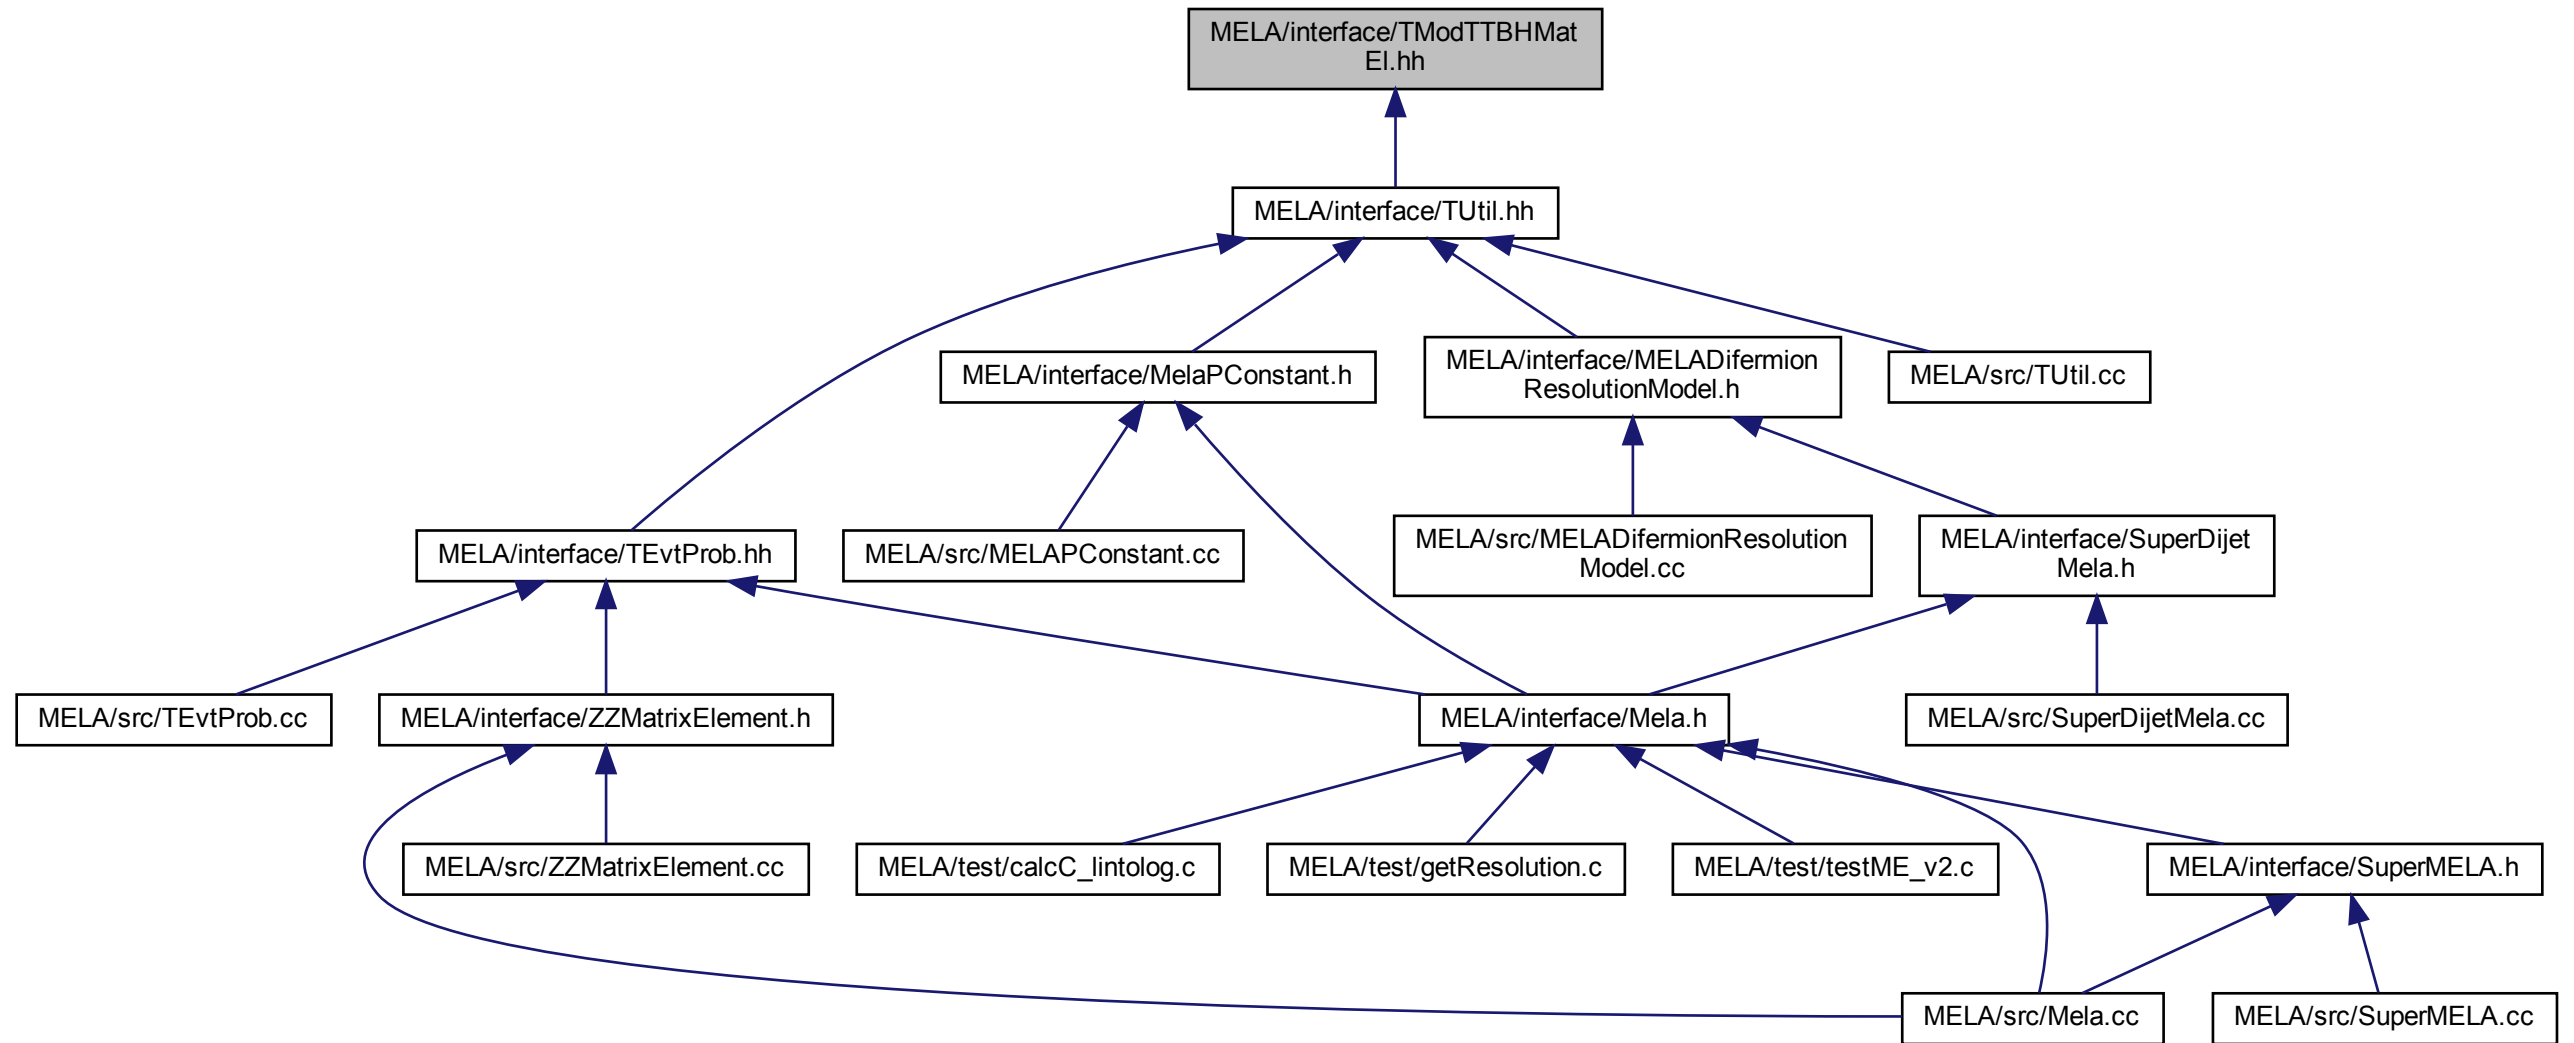 MELA/interface/TModTTBHMat
El.hh
MELA/interface/TUtil.hh
MELA/interface/MelaPConstant.h
MELA/interface/MELADifermion
ResolutionModel.h
MELA/src/TUtil.cc
MELA/interface/TEvtProb.hh
MELA/src/MELAPConstant.cc
MELA/src/MELADifermionResolution
Model.cc
MELA/interface/SuperDijet
Mela.h
MELA/src/TEvtProb.cc
MELA/interface/ZZMatrixElement.h
MELA/interface/Mela.h
MELA/src/SuperDijetMela.cc
MELA/src/ZZMatrixElement.cc
MELA/test/calcC_lintolog.c
MELA/test/getResolution.c
MELA/test/testME_v2.c
MELA/interface/SuperMELA.h
MELA/src/Mela.cc
MELA/src/SuperMELA.cc